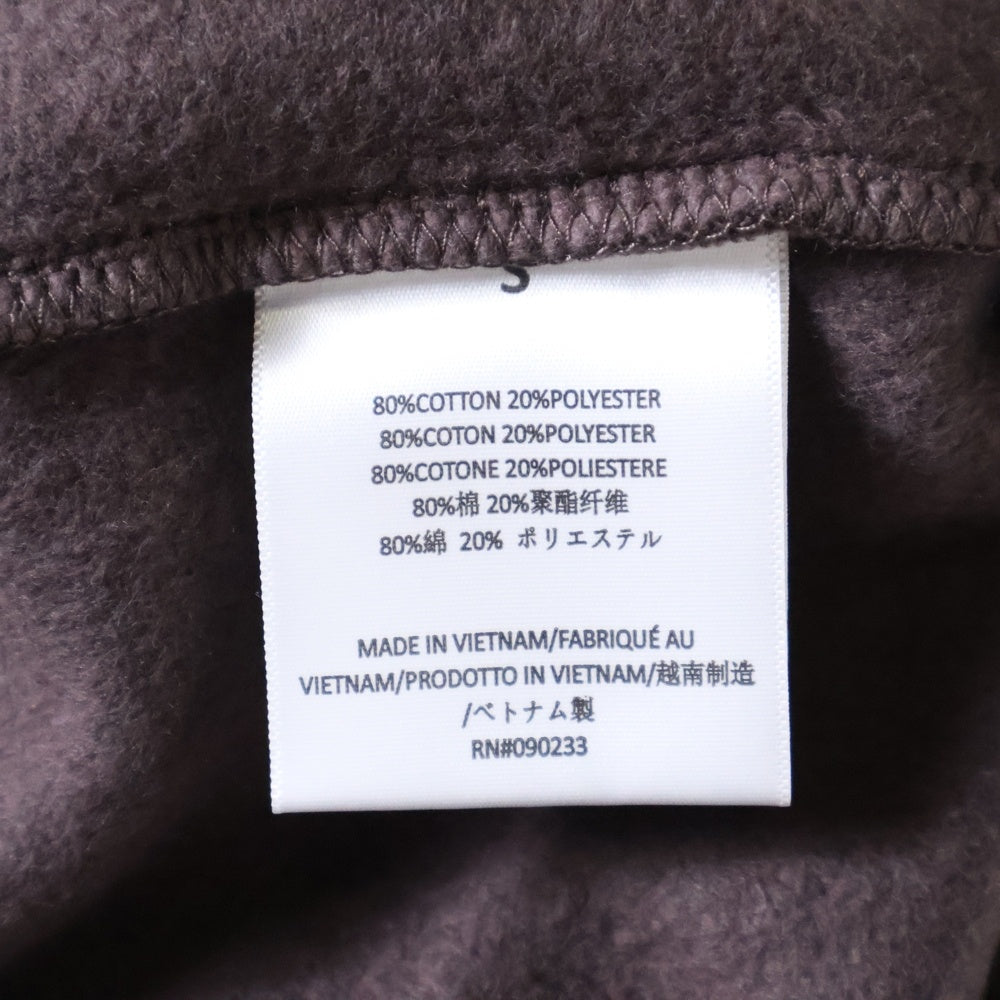 S
80%COTTON 20%POLYESTER
80%COTON 20%POLYESTER
80%COTONE 20%POLIESTERE
80%棉 20%聚酯纤维
80%綿 20% ポリエステル
MADE IN VIETNAM/FABRIQUÉ AU
VIETNAM/PRODOTTO IN VIETNAM/越南制造
/ベトナム製
RN#090233